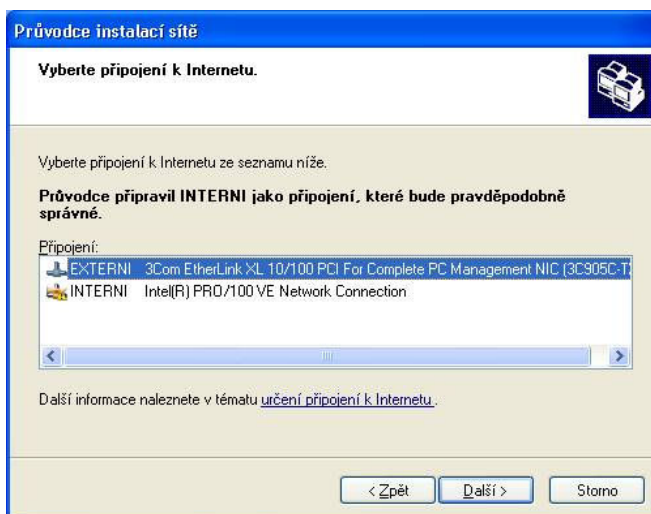 Průvodce instalací sítě
Vyberte připojení k Internetu.
Vyberte připojení k Internetu ze seznamu níže.
Průvodce připravil INTERNI jako připojení, které bude pravděpodobně
správné.
Připojení:
EXTERNI 3Com EtherLink XL 10/100 PCI For Complete PC Management NIC (3C905C-TX
INTERNI Intel(R) PRO/100 VE Network Connection
Další informace naleznete v tématu určení připojení k Internetu .
< Zpět Další > Storno